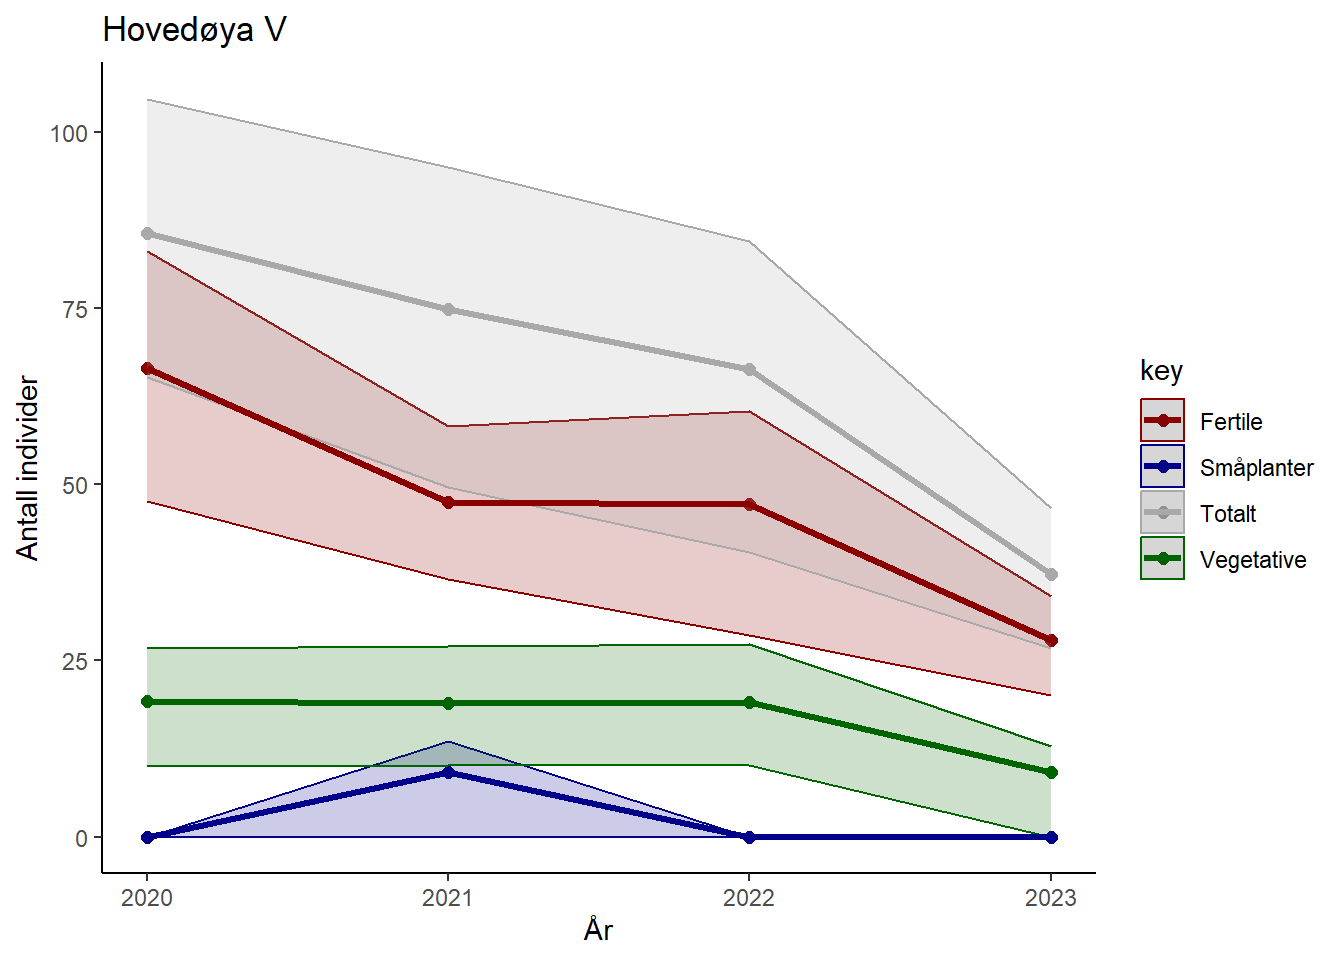 Hovedøya V
Antall individer
100
75
50
25
0
2020
2021
2022
2023
År
key
Fertile
Småplanter
Totalt
Vegetative